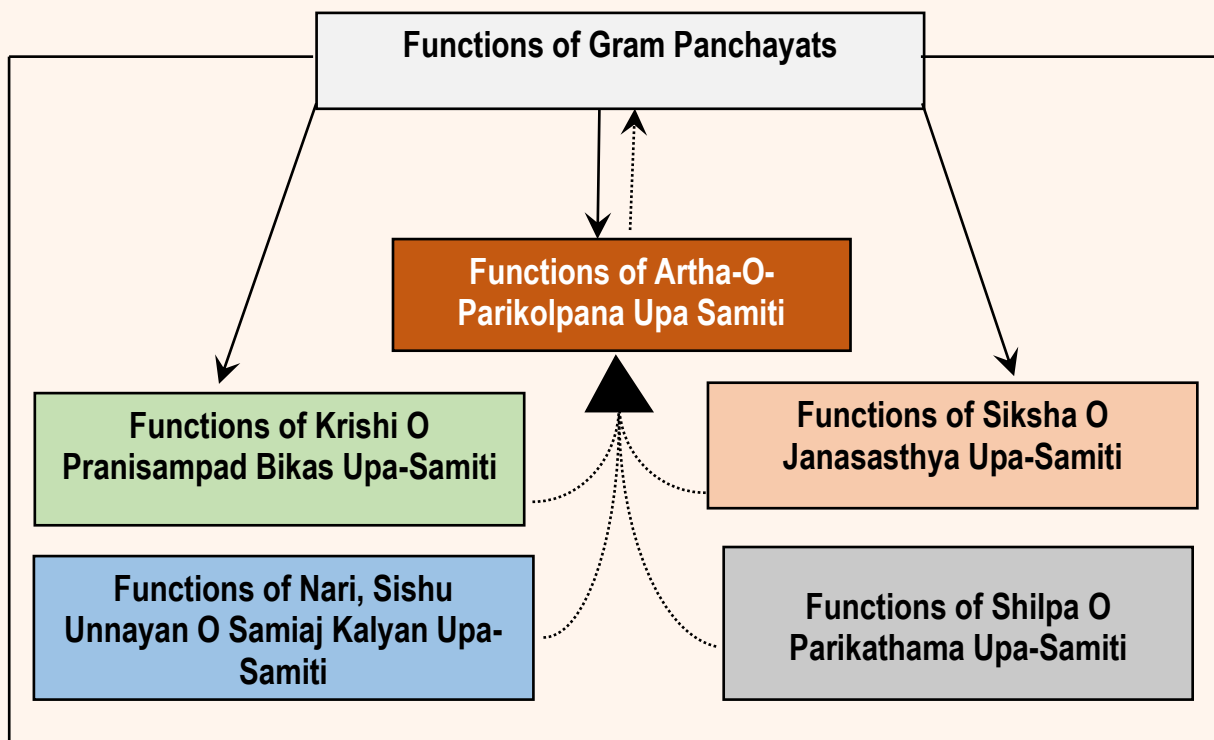 Functions of Gram Panchayats
Functions of Artha-O-
Parikolpana Upa Samiti
Functions of Krishi O
Pranisampad Bikas Upa-Samiti
Functions of Siksha O
Janasasthya Upa-Samiti
Functions of Nari, Sishu
Unnayan O Samiaj Kalyan Upa-
Samiti
Functions of Shilpa O
Parikathama Upa-Samiti